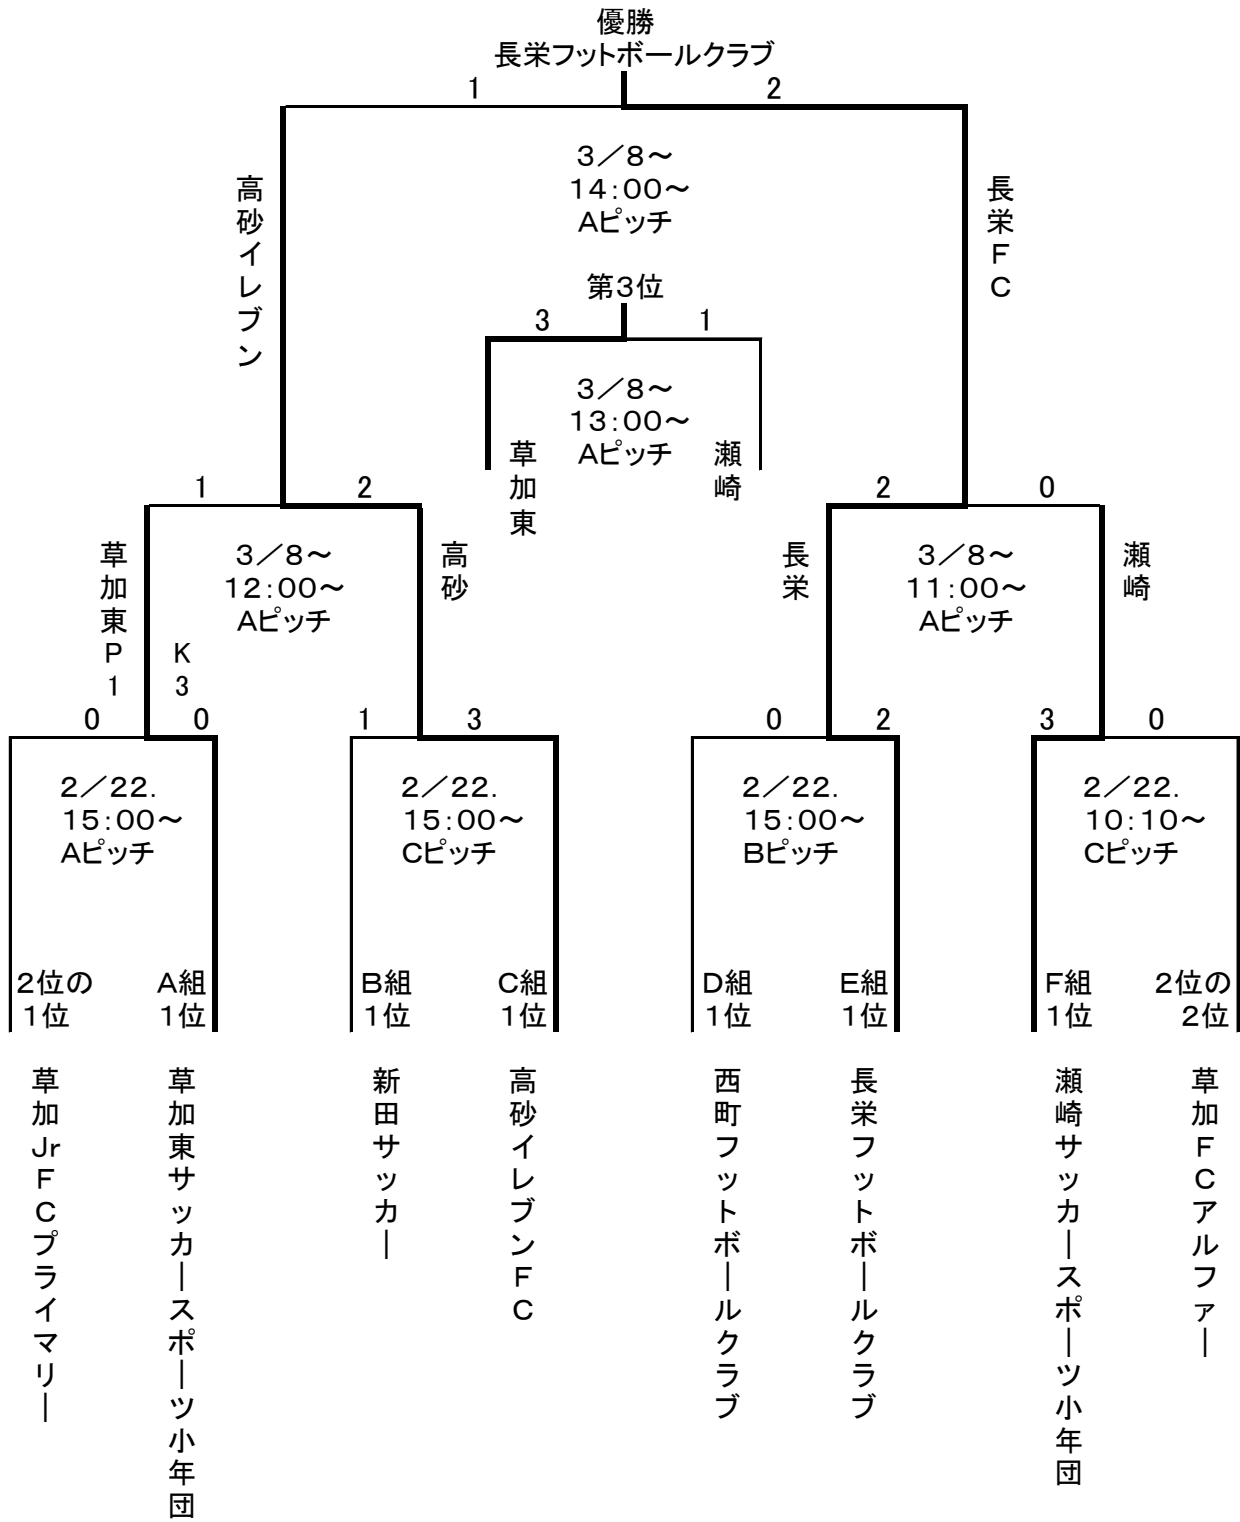 優勝
長栄フットボールクラブ
1
2
3／8～
14:00～
Aピッチ
高砂イレブン
長栄FC
第3位
3
1
3／8～
13:00～
Aピッチ
草加東
瀬崎
1
2
2
0
草加東
3／8～
12:00～
Aピッチ
高砂
長栄
3／8～
11:00～
Aピッチ
瀬崎
P K
1 3
0
0
1
3
0
2
3
0
2／22.
15:00～
Aピッチ
2／22.
15:00～
Cピッチ
2／22.
15:00～
Bピッチ
2／22.
10:10～
Cピッチ
2位の
1位
A組
1位
B組
1位
C組
1位
D組
1位
E組
1位
F組
1位
2位の
2位
草加JrFCプライマリー
草加東サッカースポーツ小年団
新田サッカー
高砂イレブンFC
西町フットボールクラブ
長栄フットボールクラブ
瀬崎サッカースポーツ小年団
草加FCアルファー